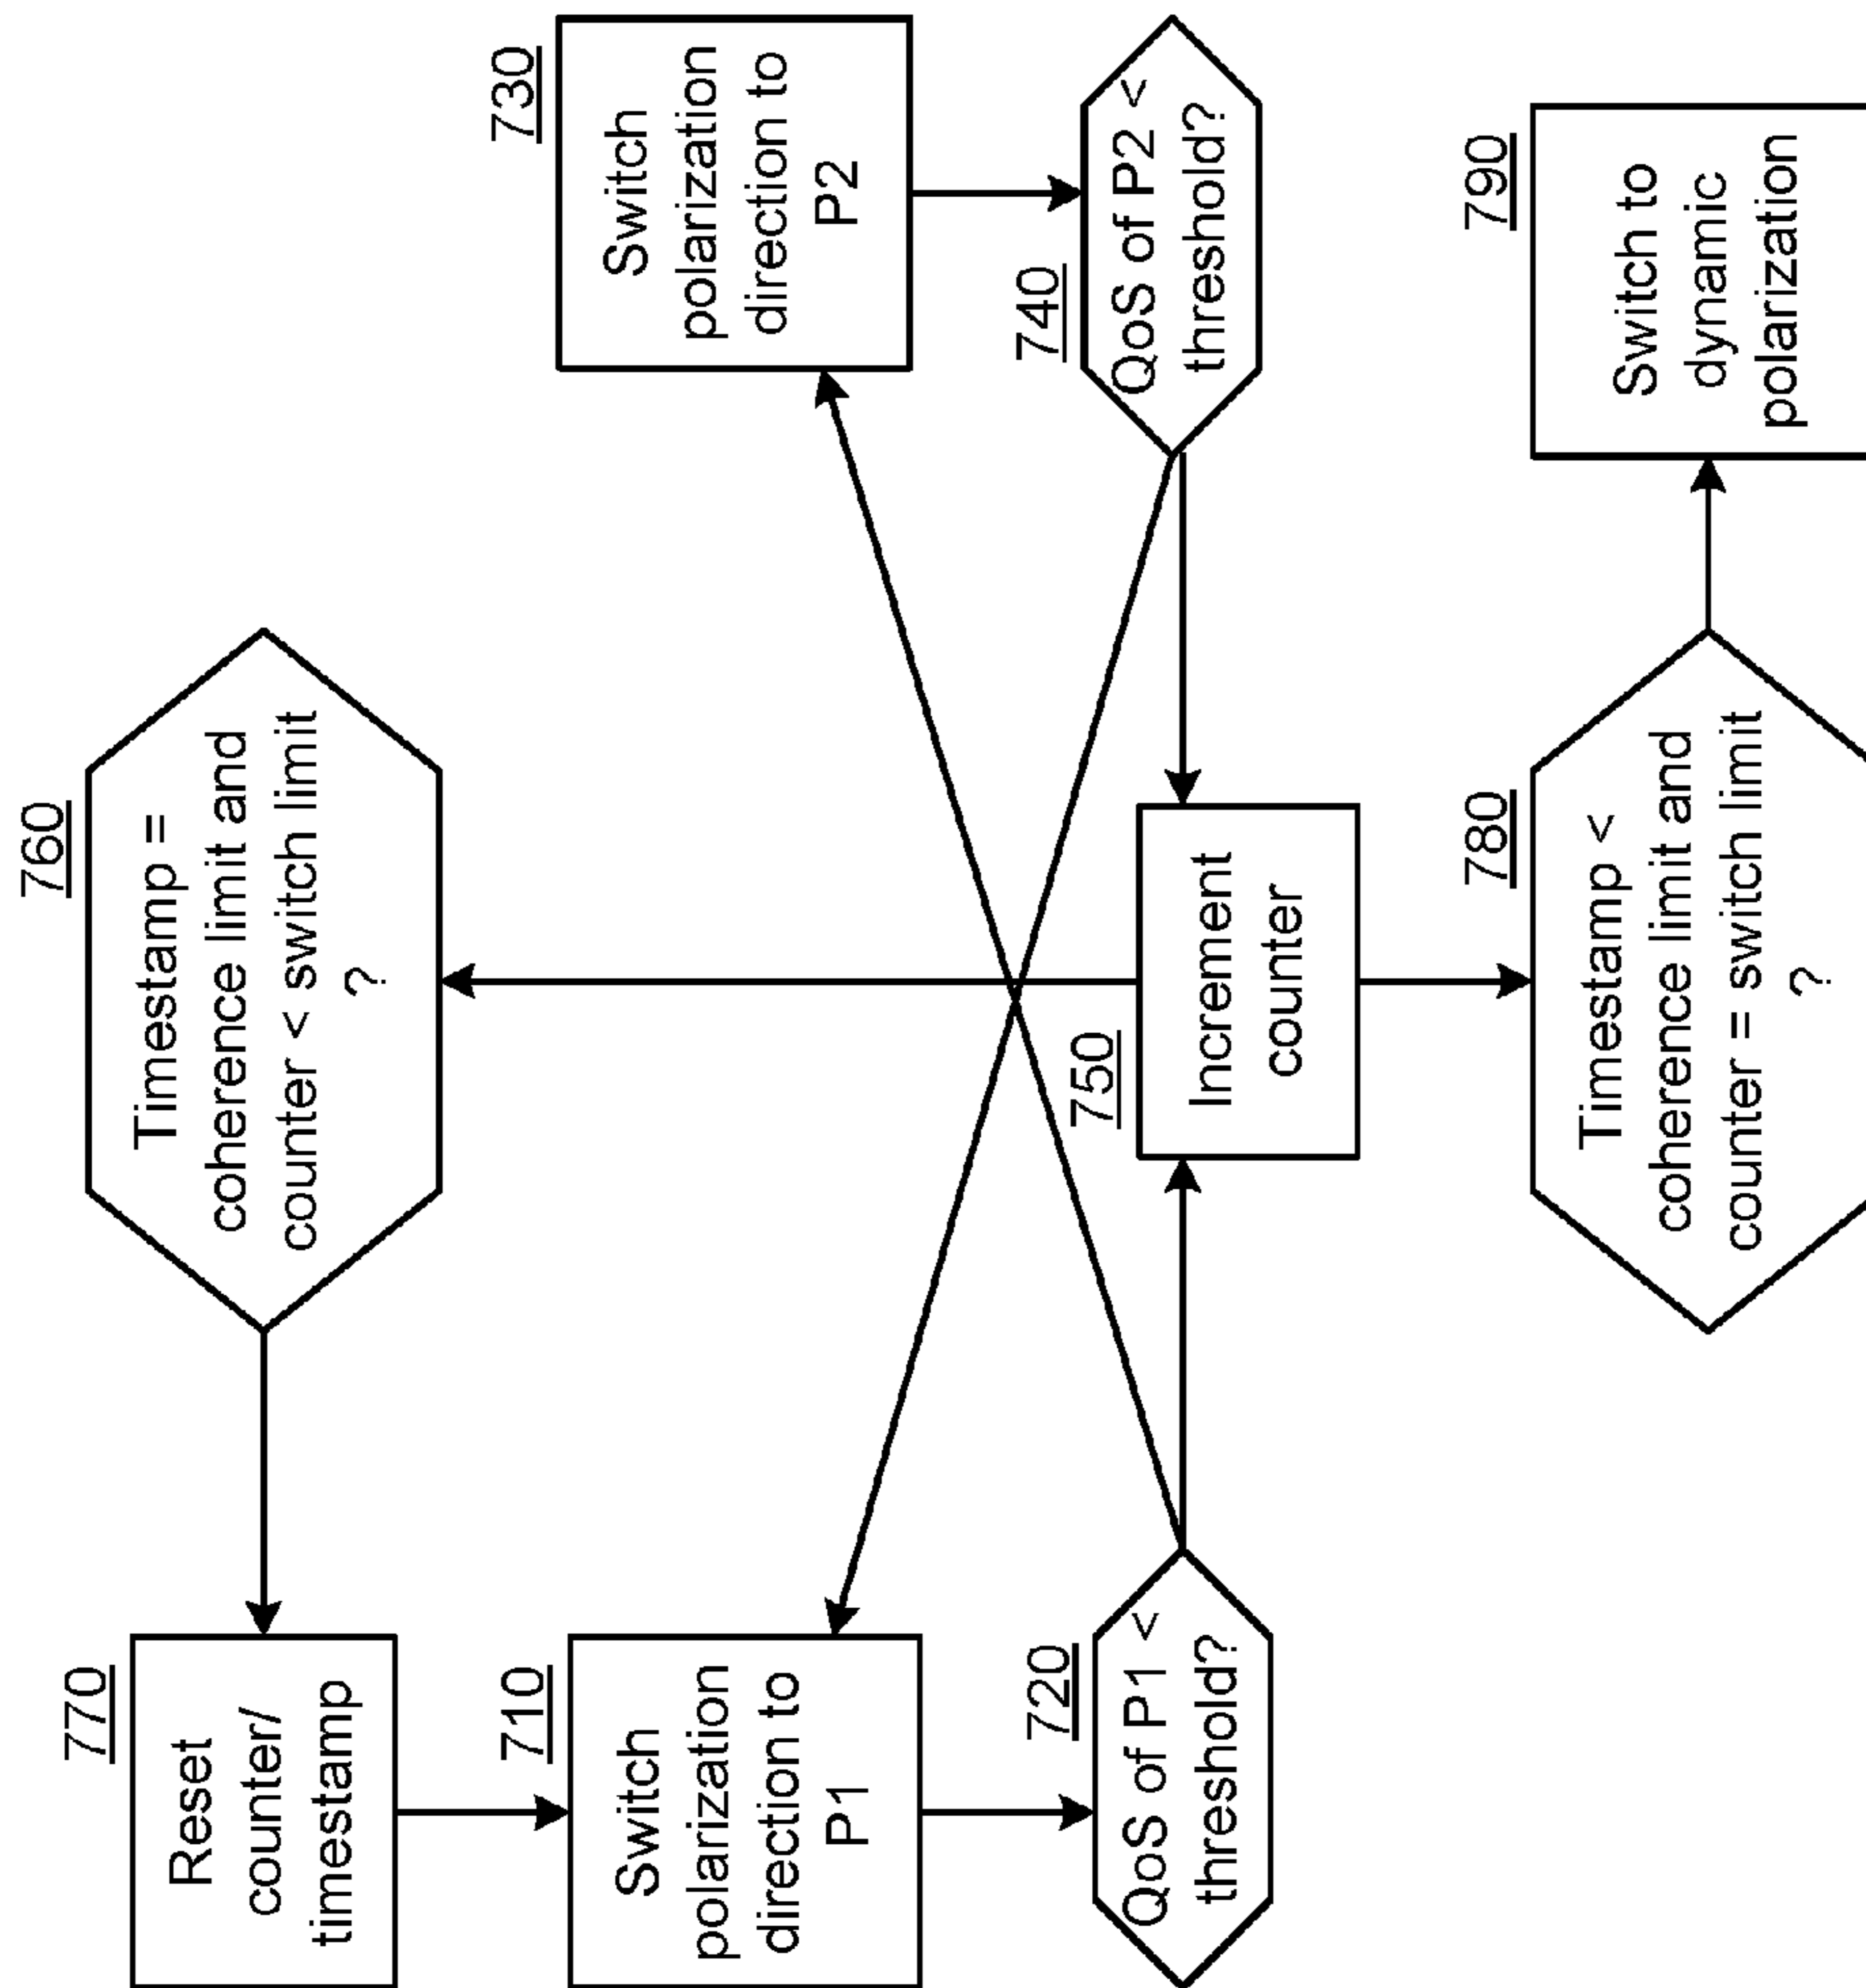 760
Timestamp =
coherence limit and
counter < switch limit
?
770
Reset
counter/
timestamp
710
Switch
polarization
direction to
P1
730
Switch
polarization
direction to
P2
720
QoS of P1 <
threshold?
740
QoS of P2 <
threshold?
750
Increment
counter
780
Timestamp <
coherence limit and
counter = switch limit
?
790
Switch to
dynamic
polarization